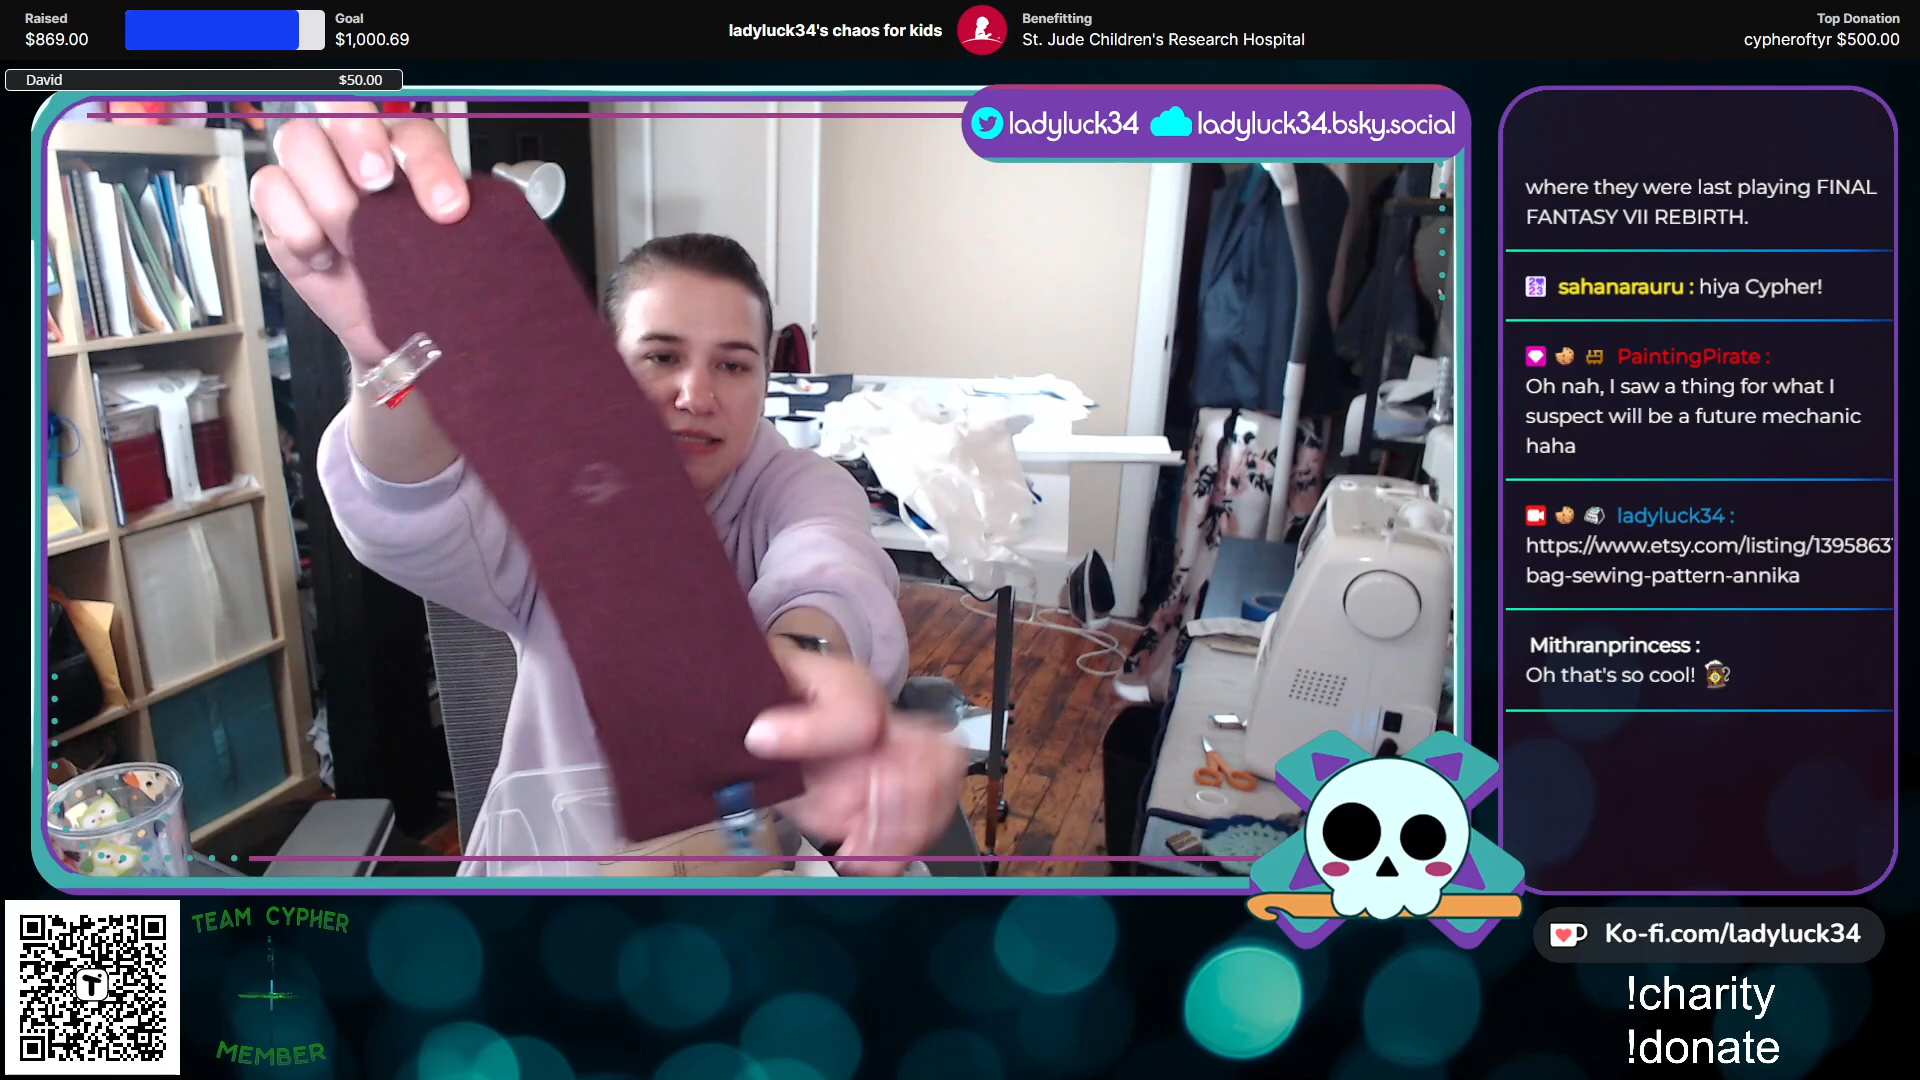 Raised
$869.00
Goal
$1,000.69
ladyluck34's chaos for kids
Benefitting
St. Jude Children's Research Hospital
Top Donation
cypheroftyr $500.00
David $50.00
ladyluck34 ladyluck34.bsky.social
where they were last playing FINAL
FANTASY VII REBIRTH.
sahanarauru : hiya Cypher!
PaintingPirate :
Oh nah, I saw a thing for what I
suspect will be a future mechanic
haha
ladyluck34 :
https://www.etsy.com/listing/1395863
bag-sewing-pattern-annika
Mithranprincess :
Oh that's so cool!
TEAM CYPHER
MEMBER
Ko-fi.com/ladyluck34
!charity
!donate